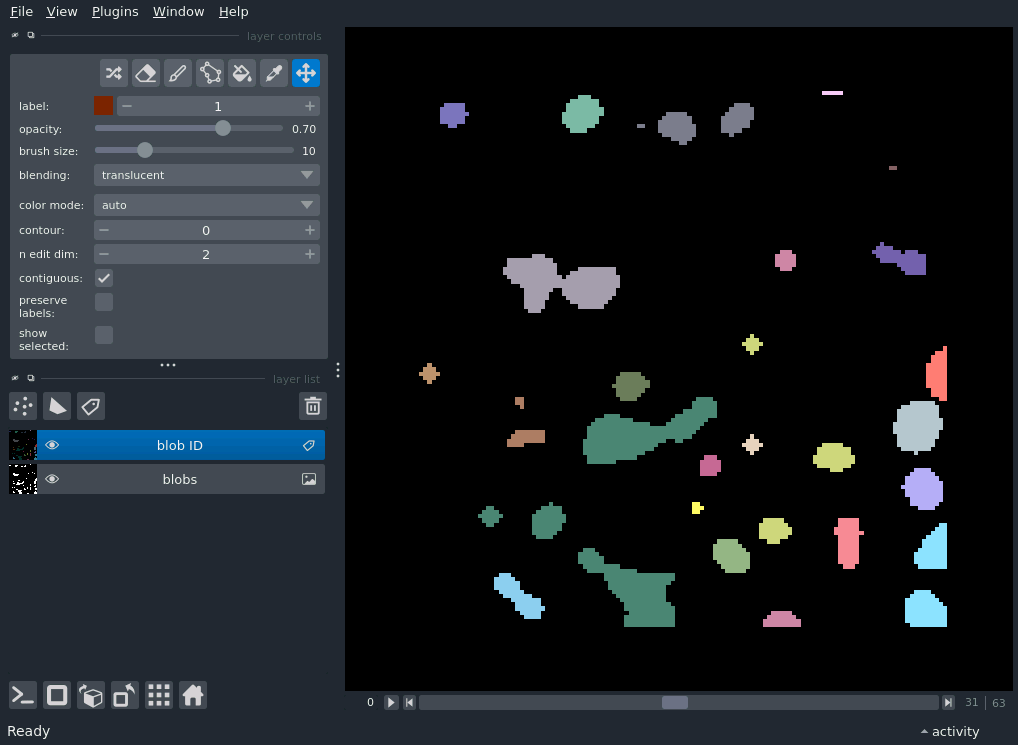 File View Plugins Window Help
layer controls
label: 1
opacity: 0.70
brush size: 10
blending: translucent
color mode: auto
contour: 0
n edit dim: 2
contiguous:
preserve
labels:
show
selected:
layer list
blob ID
blobs
0 31 | 63
Ready activity